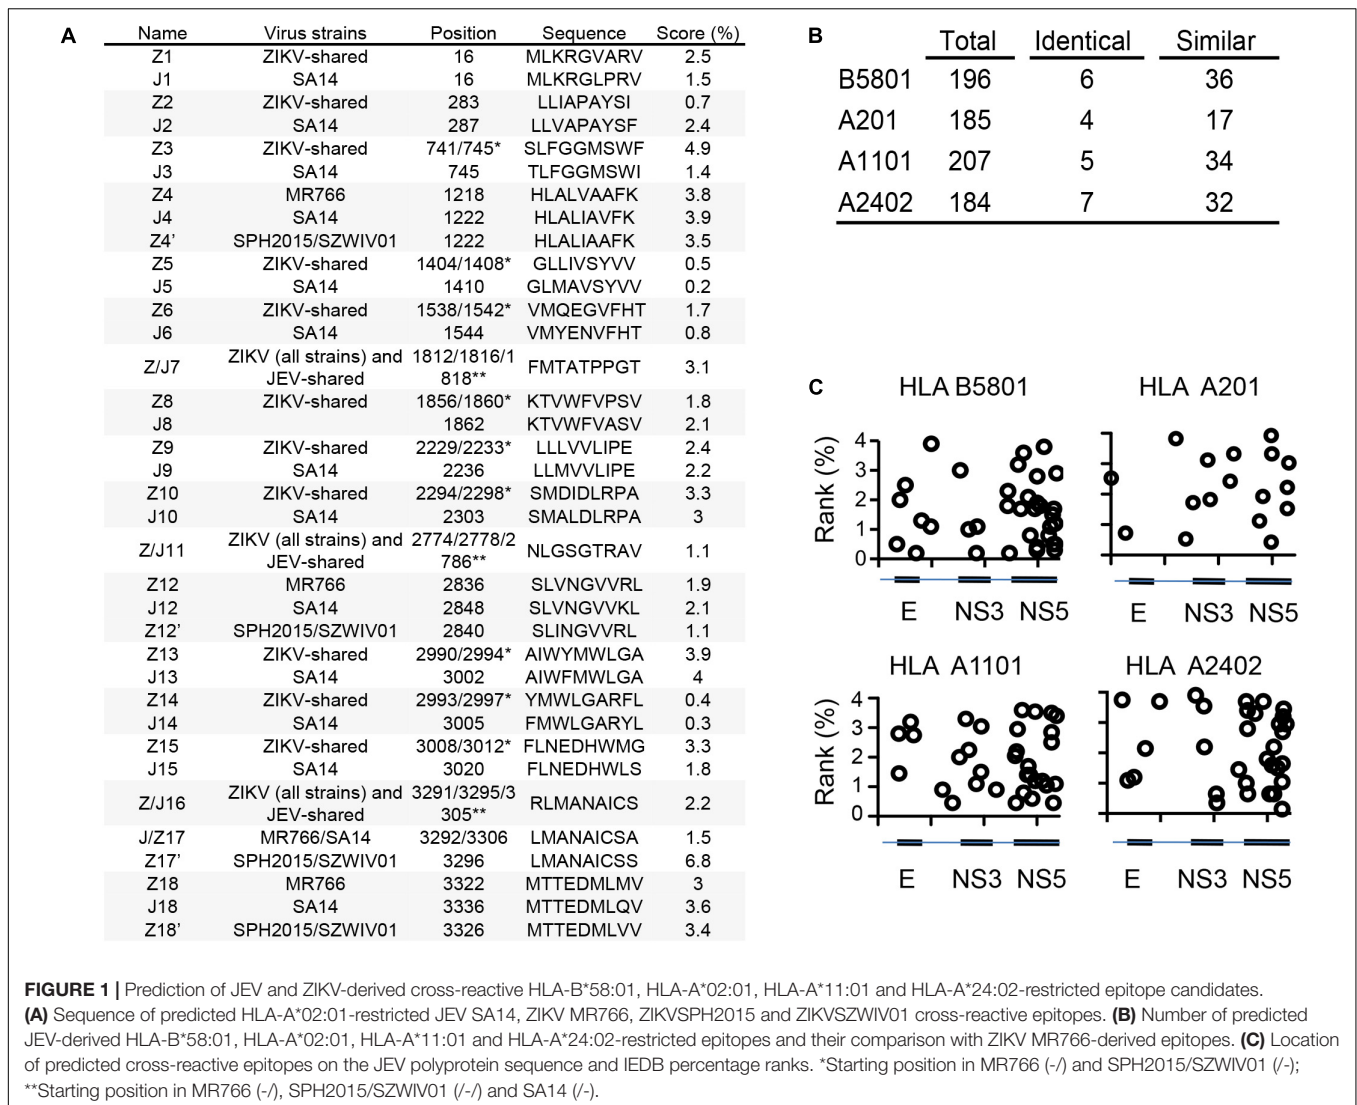 A
Name Virus strains Position Sequence Score (%)
Z1 ZIKV-shared 16 MLKRGVARV 2.5
J1 SA14 16 MLKRGLPRV 1.5
Z2 ZIKV-shared 283 LLIAPAYSI 0.7
J2 SA14 287 LLVAPAYSF 2.4
Z3 ZIKV-shared 741/745* SLFGGMSWF 4.9
J3 SA14 745 TLFGGMSWI 1.4
Z4 MR766 1218 HLALVAAFK 3.8
J4 SA14 1222 HLALIAVFK 3.9
Z4' SPH2015/SZWIV01 1222 HLALIAAFK 3.5
Z5 ZIKV-shared 1404/1408* GLLIVSYVV 0.5
J5 SA14 1410 GLMAVSYVV 0.2
Z6 ZIKV-shared 1538/1542* VMQEGVFHT 1.7
J6 SA14 1544 VMYENVFHT 0.8
ZIKV (all strains) and 1812/1816/1
Z/J7 FMTATPPGT 3.1
JEV-shared 818**
Z8 ZIKV-shared 1856/1860* KTVWFVPSV 1.8
J8 1862 KTVWFVASV 2.1
Z9 ZIKV-shared 2229/2233* LLLVVLIPE 2.4
J9 SA14 2236 LLMVVLIPE 2.2
Z10 ZIKV-shared 2294/2298* SMDIDLRPA 3.3
J10 SA14 2303 SMALDLRPA 3
ZIKV (all strains) and 2774/2778/2
Z/J11 NLGSGTRAV 1.1
JEV-shared 786**
Z12 MR766 2836 SLVNGVVRL 1.9
J12 SA14 2848 SLVNGVVKL 2.1
Z12' SPH2015/SZWIV01 2840 SLINGVVRL 1.1
Z13 ZIKV-shared 2990/2994* AIWYMWLGA 3.9
J13 SA14 3002 AIWFMWLGA 4
Z14 ZIKV-shared 2993/2997* YMWLGARFL 0.4
J14 SA14 3005 FMWLGARYL 0.3
Z15 ZIKV-shared 3008/3012* FLNEDHWMG 3.3
J15 SA14 3020 FLNEDHWLS 1.8
ZIKV (all strains) and 3291/3295/3
Z/J16 RLMANAICS 2.2
JEV-shared 305**
J/Z17 MR766/SA14 3292/3306 LMANAICSA 1.5
Z17' SPH2015/SZWIV01 3296 LMANAICSS 6.8
Z18 MR766 3322 MTTEDMLMV 3
J18 SA14 3336 MTTEDMLQV 3.6
Z18' SPH2015/SZWIV01 3326 MTTEDMLVV 3.4
B
Total Identical Similar
B5801 196 6 36
A201 185 4 17
A1101 207 5 34
A2402 184 7 32
C
HLA B5801 HLA A201
Rank (%)
4
3
2
1
0
E NS3 NS5 E NS3 NS5
HLA A1101 HLA A2402
Rank (%)
4
3
2
1
0
E NS3 NS5 E NS3 NS5
FIGURE 1 | Prediction of JEV and ZIKV-derived cross-reactive HLA-B*58:01, HLA-A*02:01, HLA-A*11:01 and HLA-A*24:02-restricted epitope candidates.
(A) Sequence of predicted HLA-A*02:01-restricted JEV SA14, ZIKV MR766, ZIKVSPH2015 and ZIKVSZWIV01 cross-reactive epitopes. (B) Number of predicted
JEV-derived HLA-B*58:01, HLA-A*02:01, HLA-A*11:01 and HLA-A*24:02-restricted epitopes and their comparison with ZIKV MR766-derived epitopes. (C) Location
of predicted cross-reactive epitopes on the JEV polyprotein sequence and IEDB percentage ranks. *Starting position in MR766 (-/) and SPH2015/SZWIV01 (/-);
**Starting position in MR766 (-/), SPH2015/SZWIV01 (/-/) and SA14 (/-).